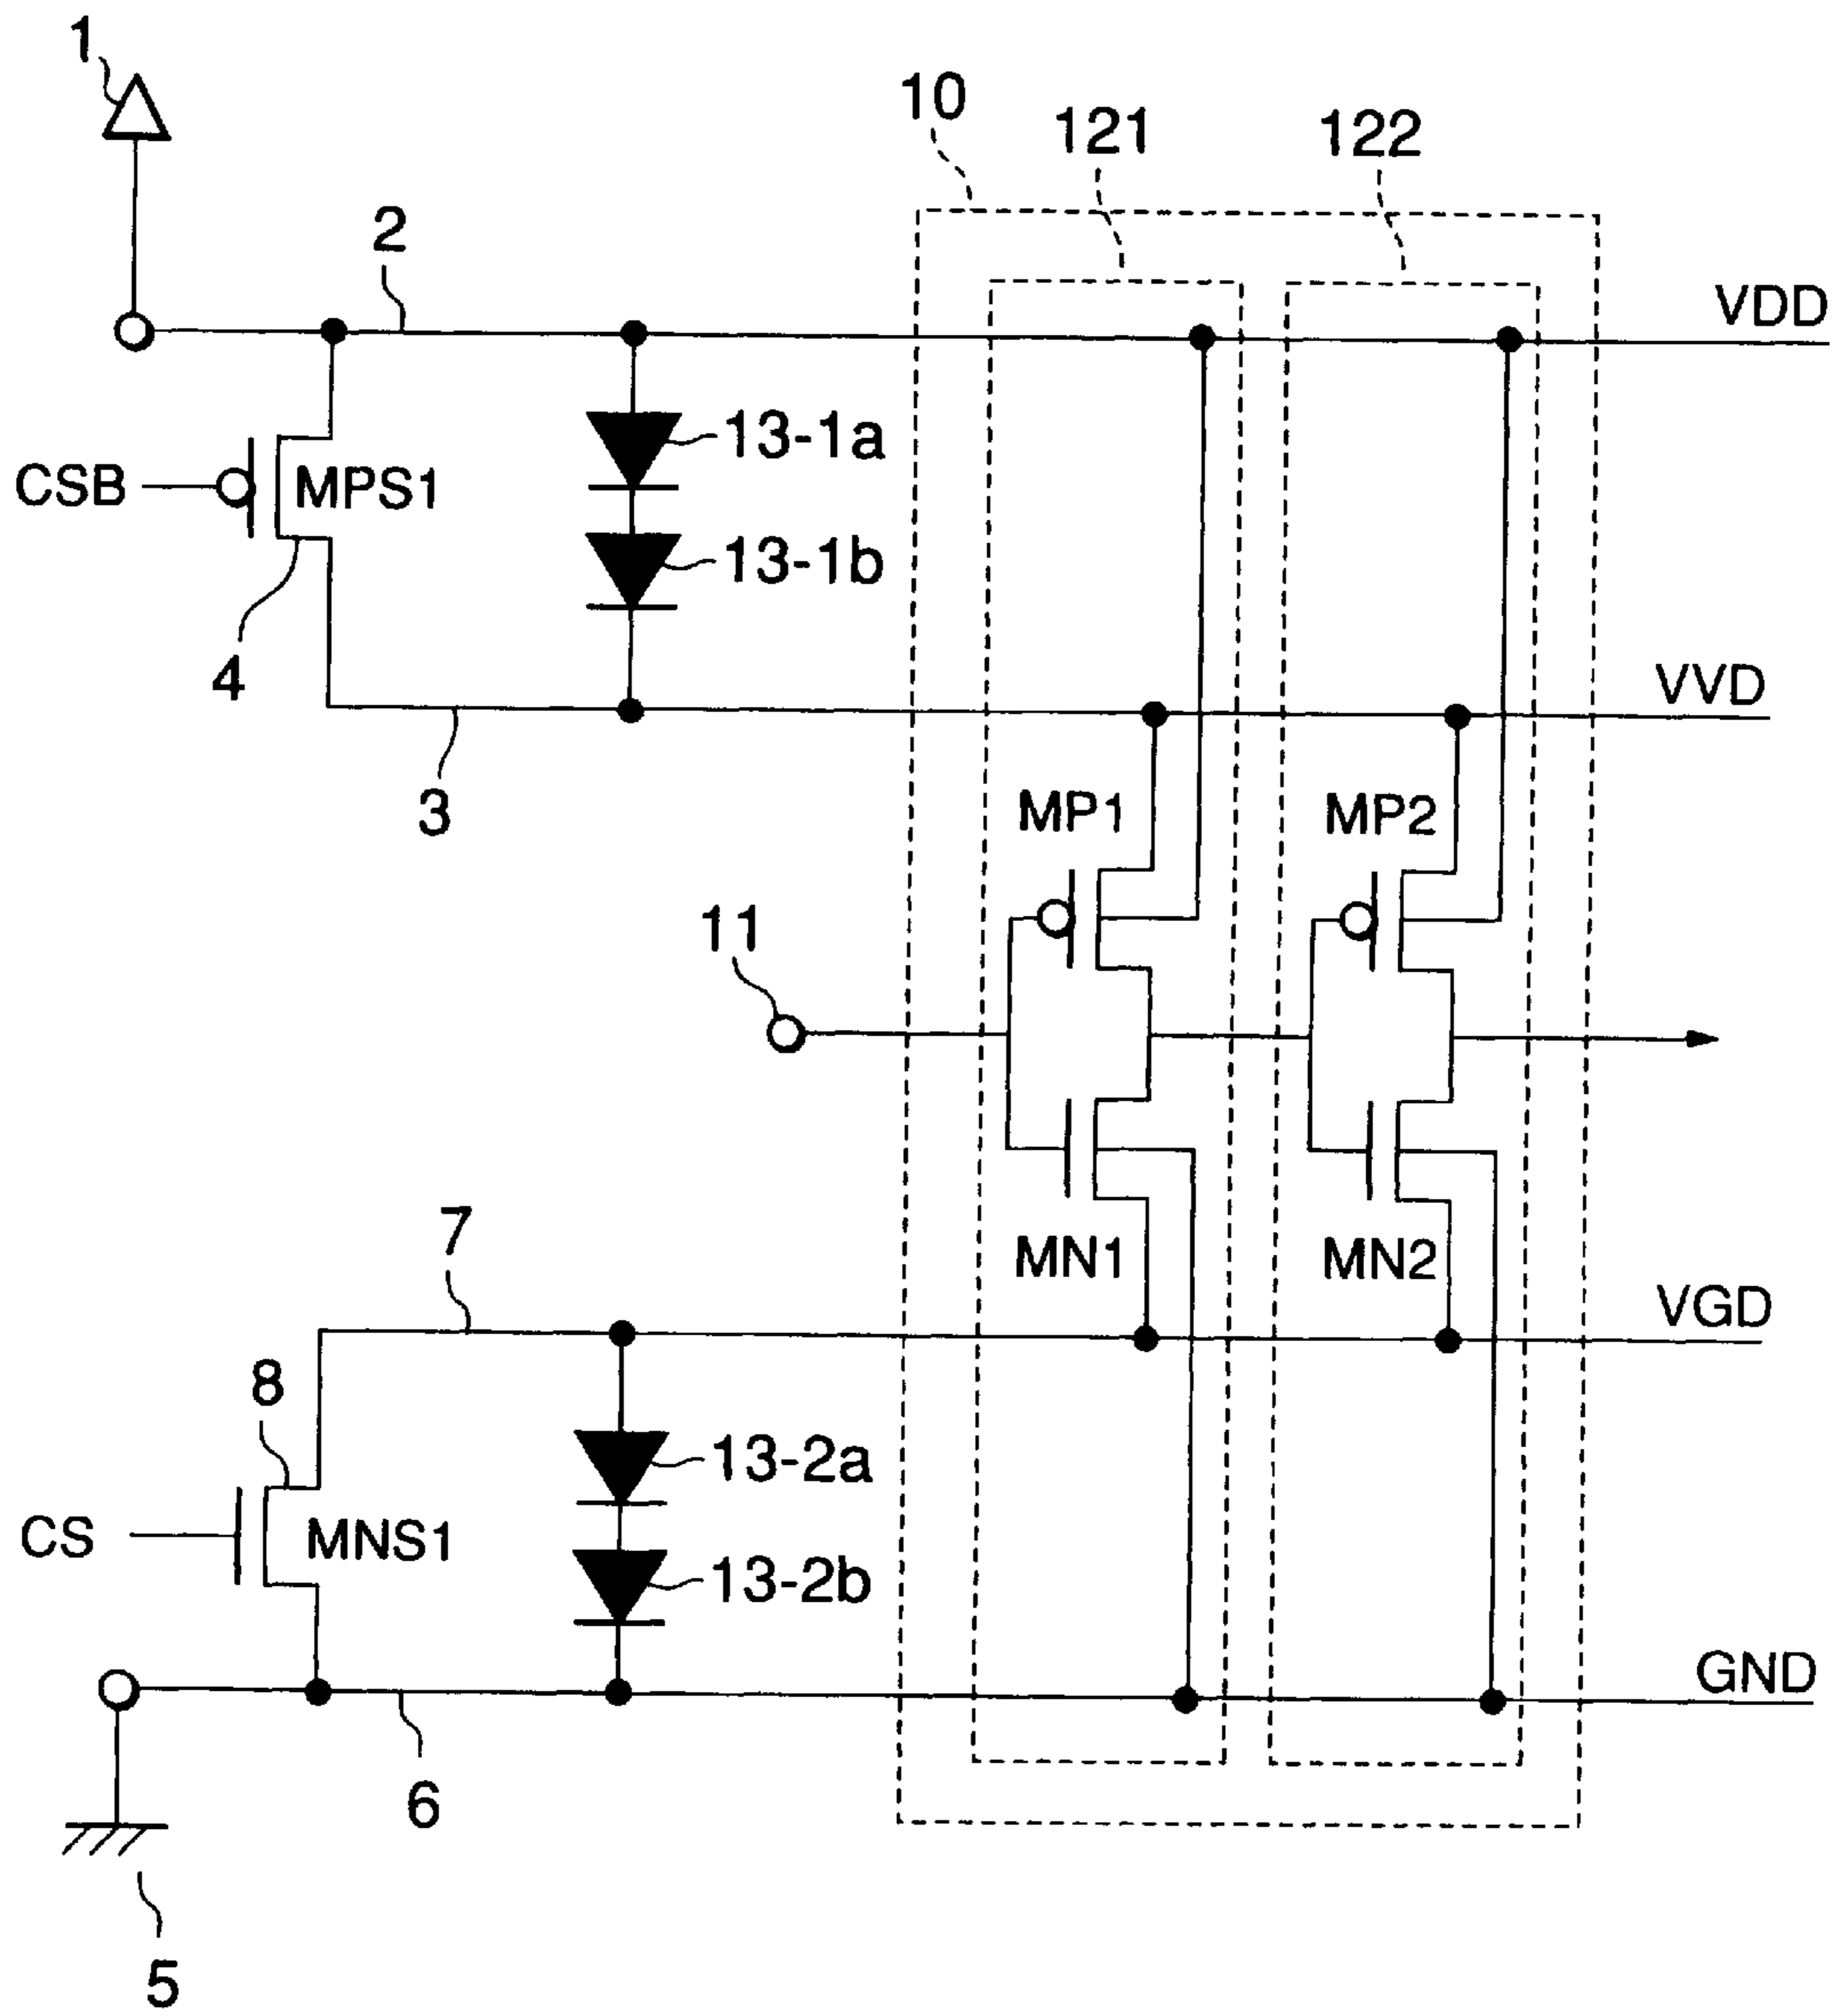 1
10
121
122
2
VDD
13-1a
CSB
MPS1
13-1b
4
VVD
3
MP1
MP2
11
7
MN1
MN2
VGD
8
13-2a
CS
MNS1
13-2b
GND
6
5